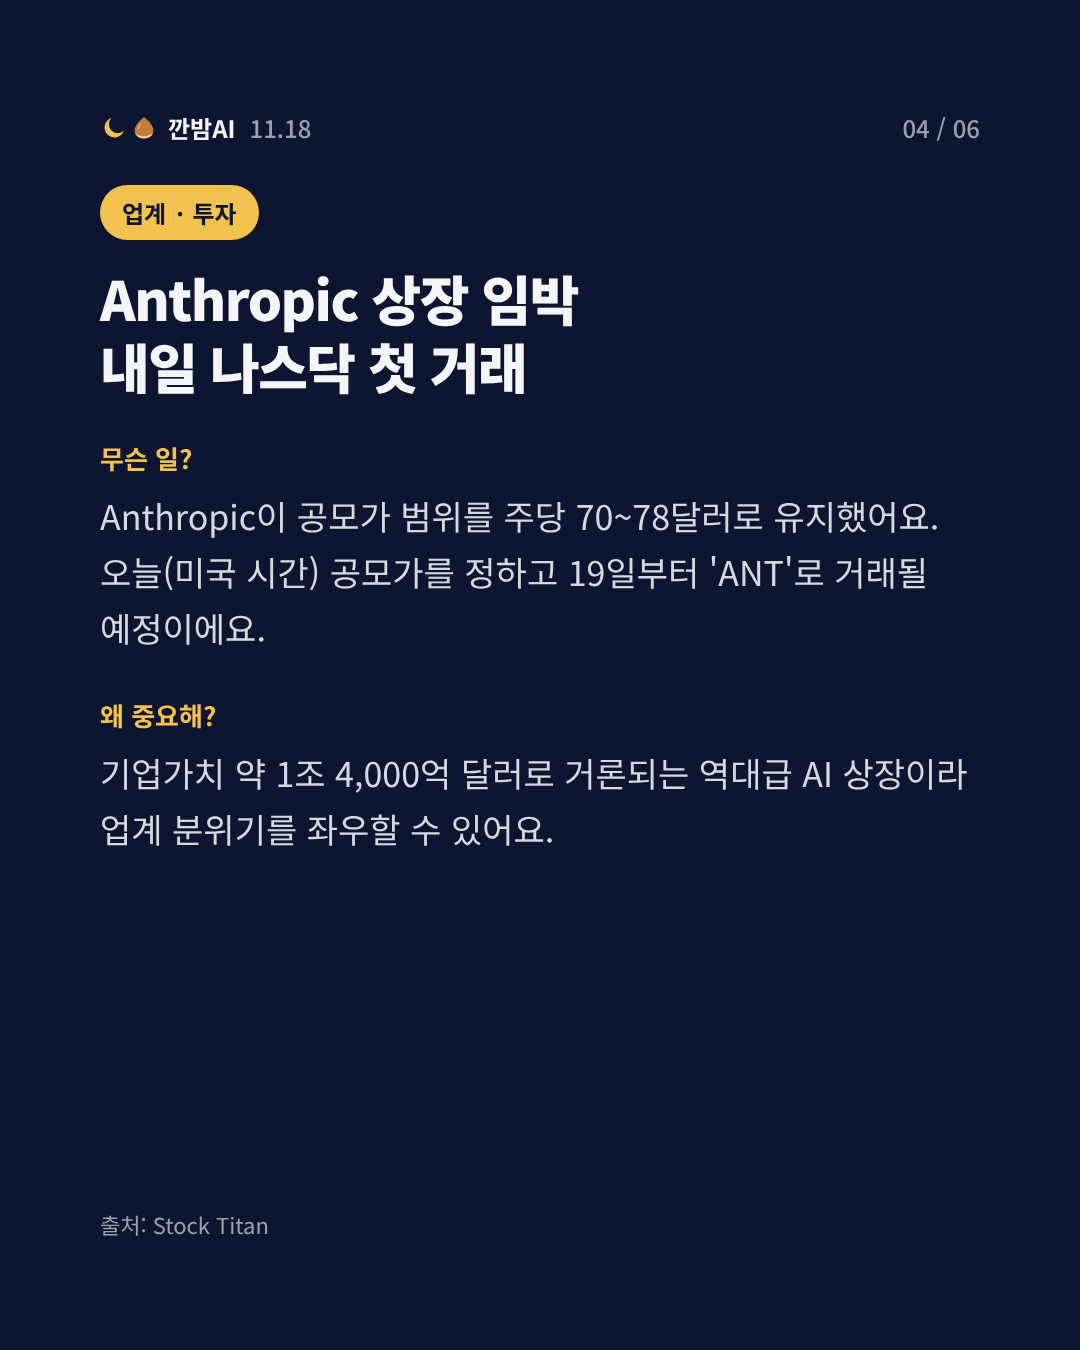 깐밤AI 11.18
04 / 06
업계 · 투자
Anthropic 상장 임박
내일 나스닥 첫 거래
무슨 일?
Anthropic이 공모가 범위를 주당 70~78달러로 유지했어요.
오늘(미국 시간) 공모가를 정하고 19일부터 'ANT'로 거래될
예정이에요.
왜 중요해?
기업가치 약 1조 4,000억 달러로 거론되는 역대급 AI 상장이라
업계 분위기를 좌우할 수 있어요.
출처: Stock Titan